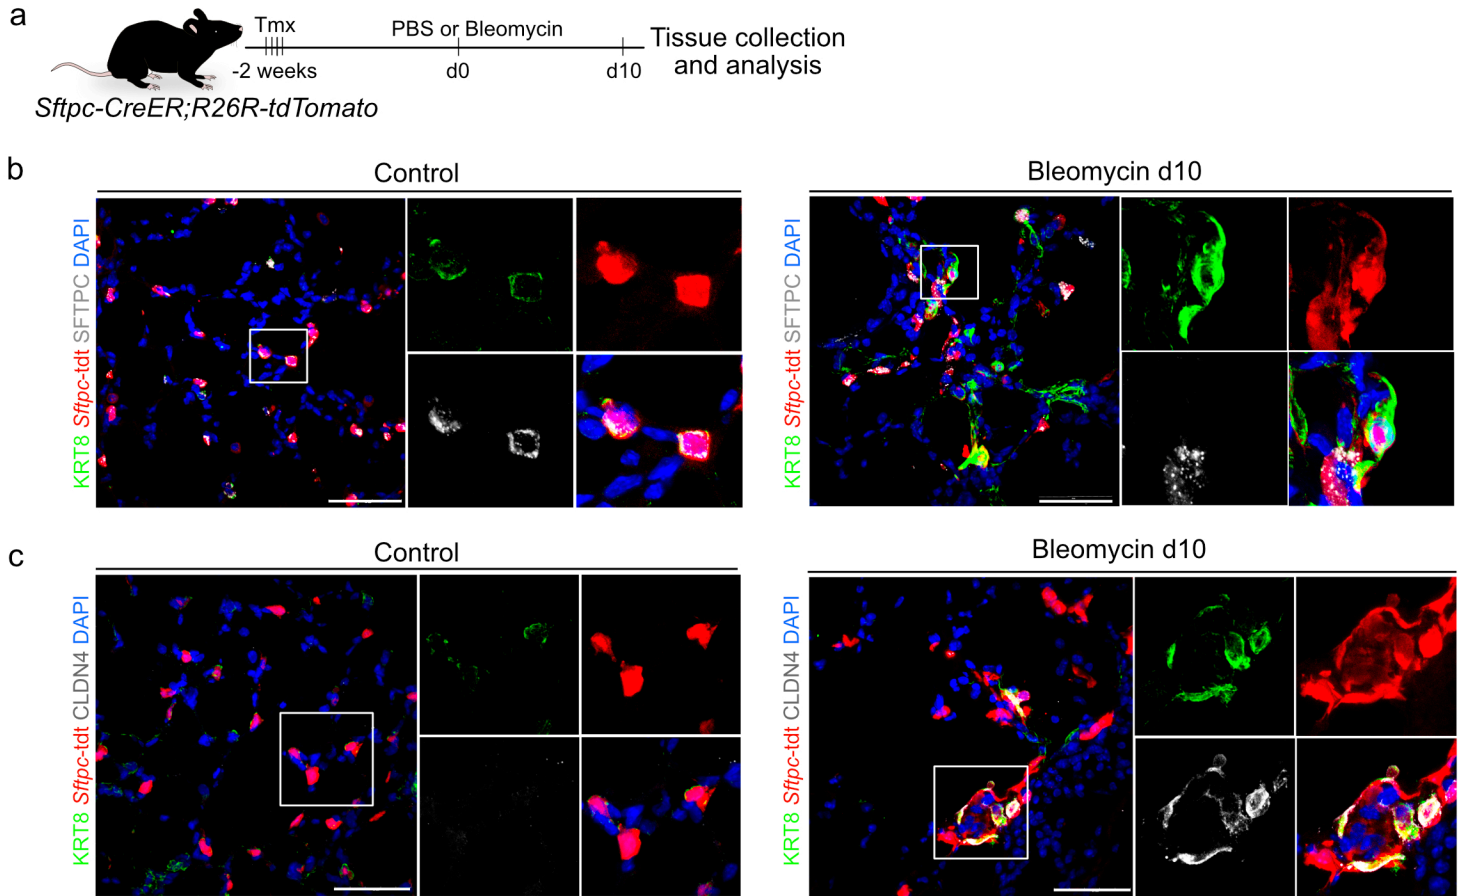 a
Tmx
PBS or Bleomycin
Tissue collection
and analysis
-2 weeks
d0
d10
Sftpc-CreER;R26R-tdTomato
b
Control
Bleomycin d10
KRT8 Sftpc-tdt SFTPC DAPI
KRT8 Sftpc-tdt SFTPC DAPI
c
Control
Bleomycin d10
KRT8 Sftpc-tdt CLDN4 DAPI
KRT8 Sftpc-tdt CLDN4 DAPI